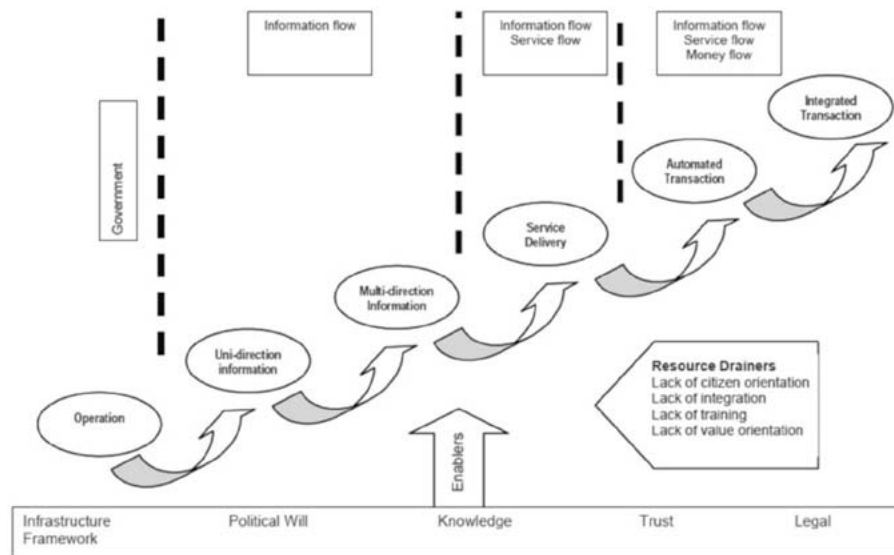 Information flow
Information flow
Service flow
Information flow
Service flow
Money flow
Integrated
Transaction
Government
Automated
Transaction
Service
Delivery
Multi-direction
Information
Uni-direction
information
Operation
Resource Drainers
Lack of citizen orientation
Lack of integration
Lack of training
Lack of value orientation
Enablers
Infrastructure
Framework
Political Will
Knowledge
Trust
Legal